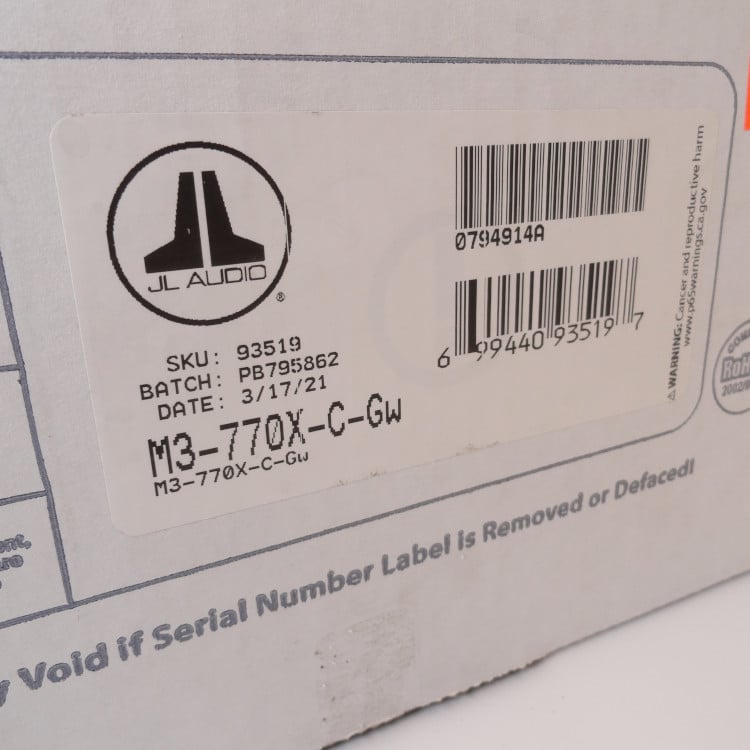 JL AUDIO
®
SKU: 93519
BATCH: PB795862
DATE: 3/17/21
M3-770X-C-Gw
M3-770X-C-Gw
0794914A
6 99440 93519 7
⚠ WARNING: Cancer and reproductive harm
www.p65warnings.ca.gov
Void if Serial Number Label is Removed or Defaced!